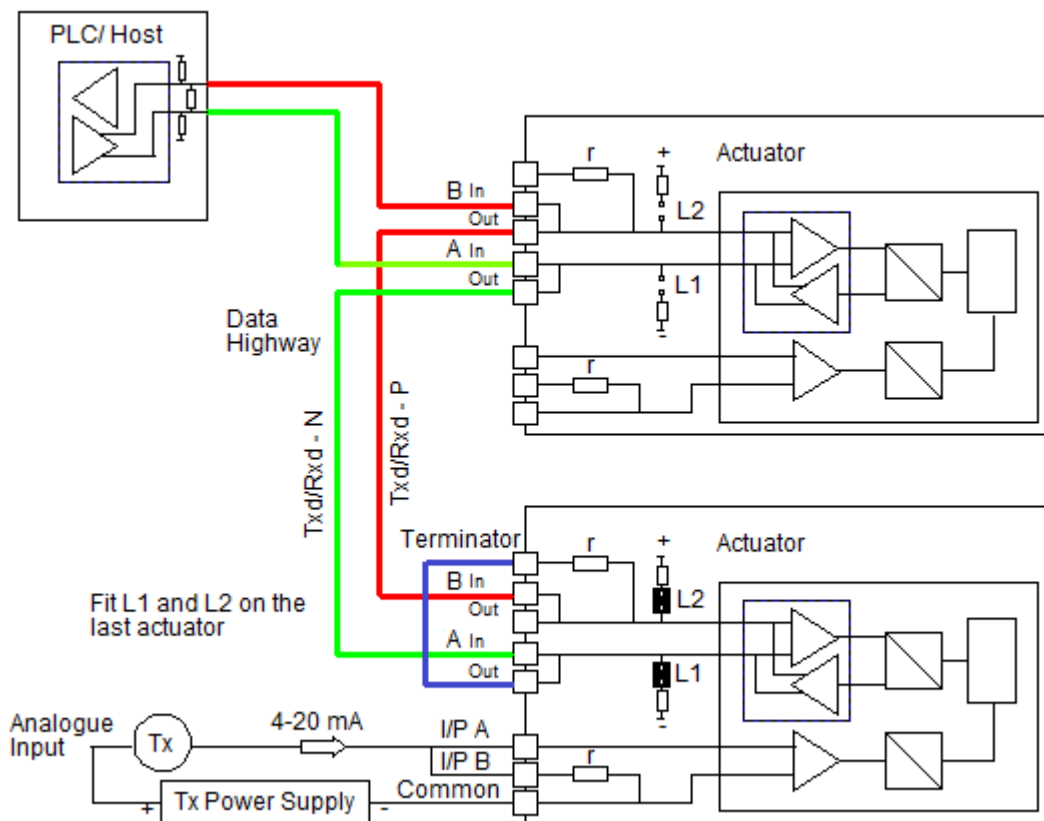 PLC/ Host
Actuator
r
+
L2
L1
-
r
B In
Out
A In
Out
Data
Highway
Txd/Rxd - N
Txd/Rxd - P
Terminator
Actuator
r
+
L2
L1
-
r
B In
Out
A In
Out
Fit L1 and L2 on the
last actuator
Analogue
Input
Tx
4-20 mA
I/P A
I/P B
Common
+ Tx Power Supply -